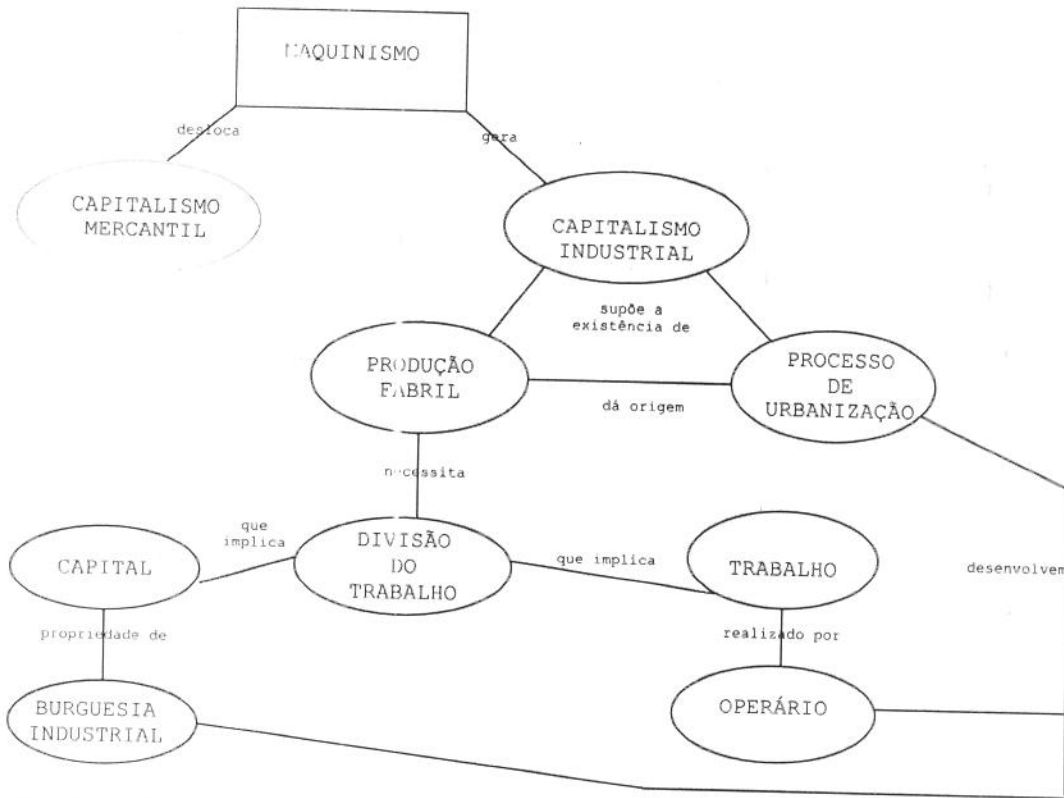 MAQUINISMO
desloca
gera
CAPITALISMO
MERCANTIL
CAPITALISMO
INDUSTRIAL
supõe a
existência de
PRODUÇÃO
FABRIL
PROCESSO
DE
URBANIZAÇÃO
dá origem
necessita
que
implica
DIVISÃO
DO
TRABALHO
que implica
CAPITAL
TRABALHO
desenvolvem
propriedade de
realizado por
BURGUESIA
INDUSTRIAL
OPERÁRIO